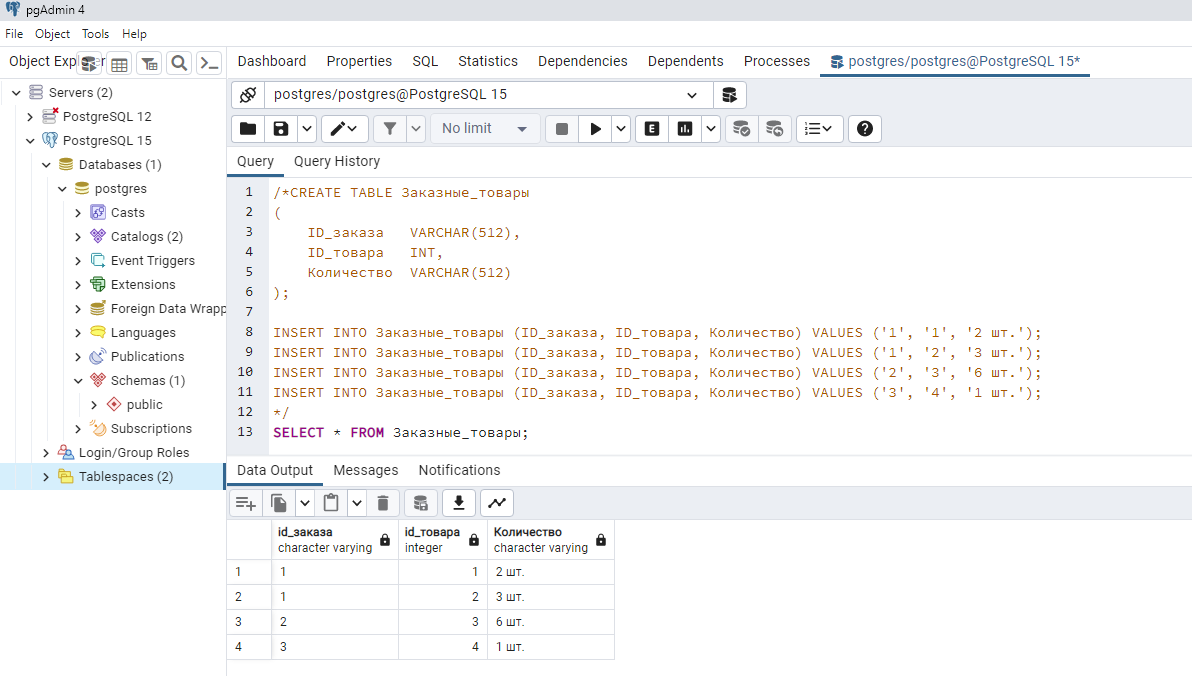 pgAdmin 4
File Object Tools Help
Object Explorer
Dashboard Properties SQL Statistics Dependencies Dependents Processes postgres/postgres@PostgreSQL 15*
Servers (2)
PostgreSQL 12
PostgreSQL 15
Databases (1)
postgres
Casts
Catalogs (2)
Event Triggers
Extensions
Foreign Data Wrapp
Languages
Publications
Schemas (1)
public
Subscriptions
Login/Group Roles
Tablespaces (2)
postgres/postgres@PostgreSQL 15
No limit E
Query Query History
1 /*CREATE TABLE Заказные_товары
2 (
3 ID_заказа VARCHAR(512),
4 ID_товара INT,
5 Количество VARCHAR(512)
6 );
7
8 INSERT INTO Заказные_товары (ID_заказа, ID_товара, Количество) VALUES ('1', '1', '2 шт.');
9 INSERT INTO Заказные_товары (ID_заказа, ID_товара, Количество) VALUES ('1', '2', '3 шт.');
10 INSERT INTO Заказные_товары (ID_заказа, ID_товара, Количество) VALUES ('2', '3', '6 шт.');
11 INSERT INTO Заказные_товары (ID_заказа, ID_товара, Количество) VALUES ('3', '4', '1 шт.');
12 */
13 SELECT * FROM Заказные_товары;
Data Output Messages Notifications
id_заказа id_товара Количество
character varying integer character varying
1 1 1 2 шт.
2 1 2 3 шт.
3 2 3 6 шт.
4 3 4 1 шт.